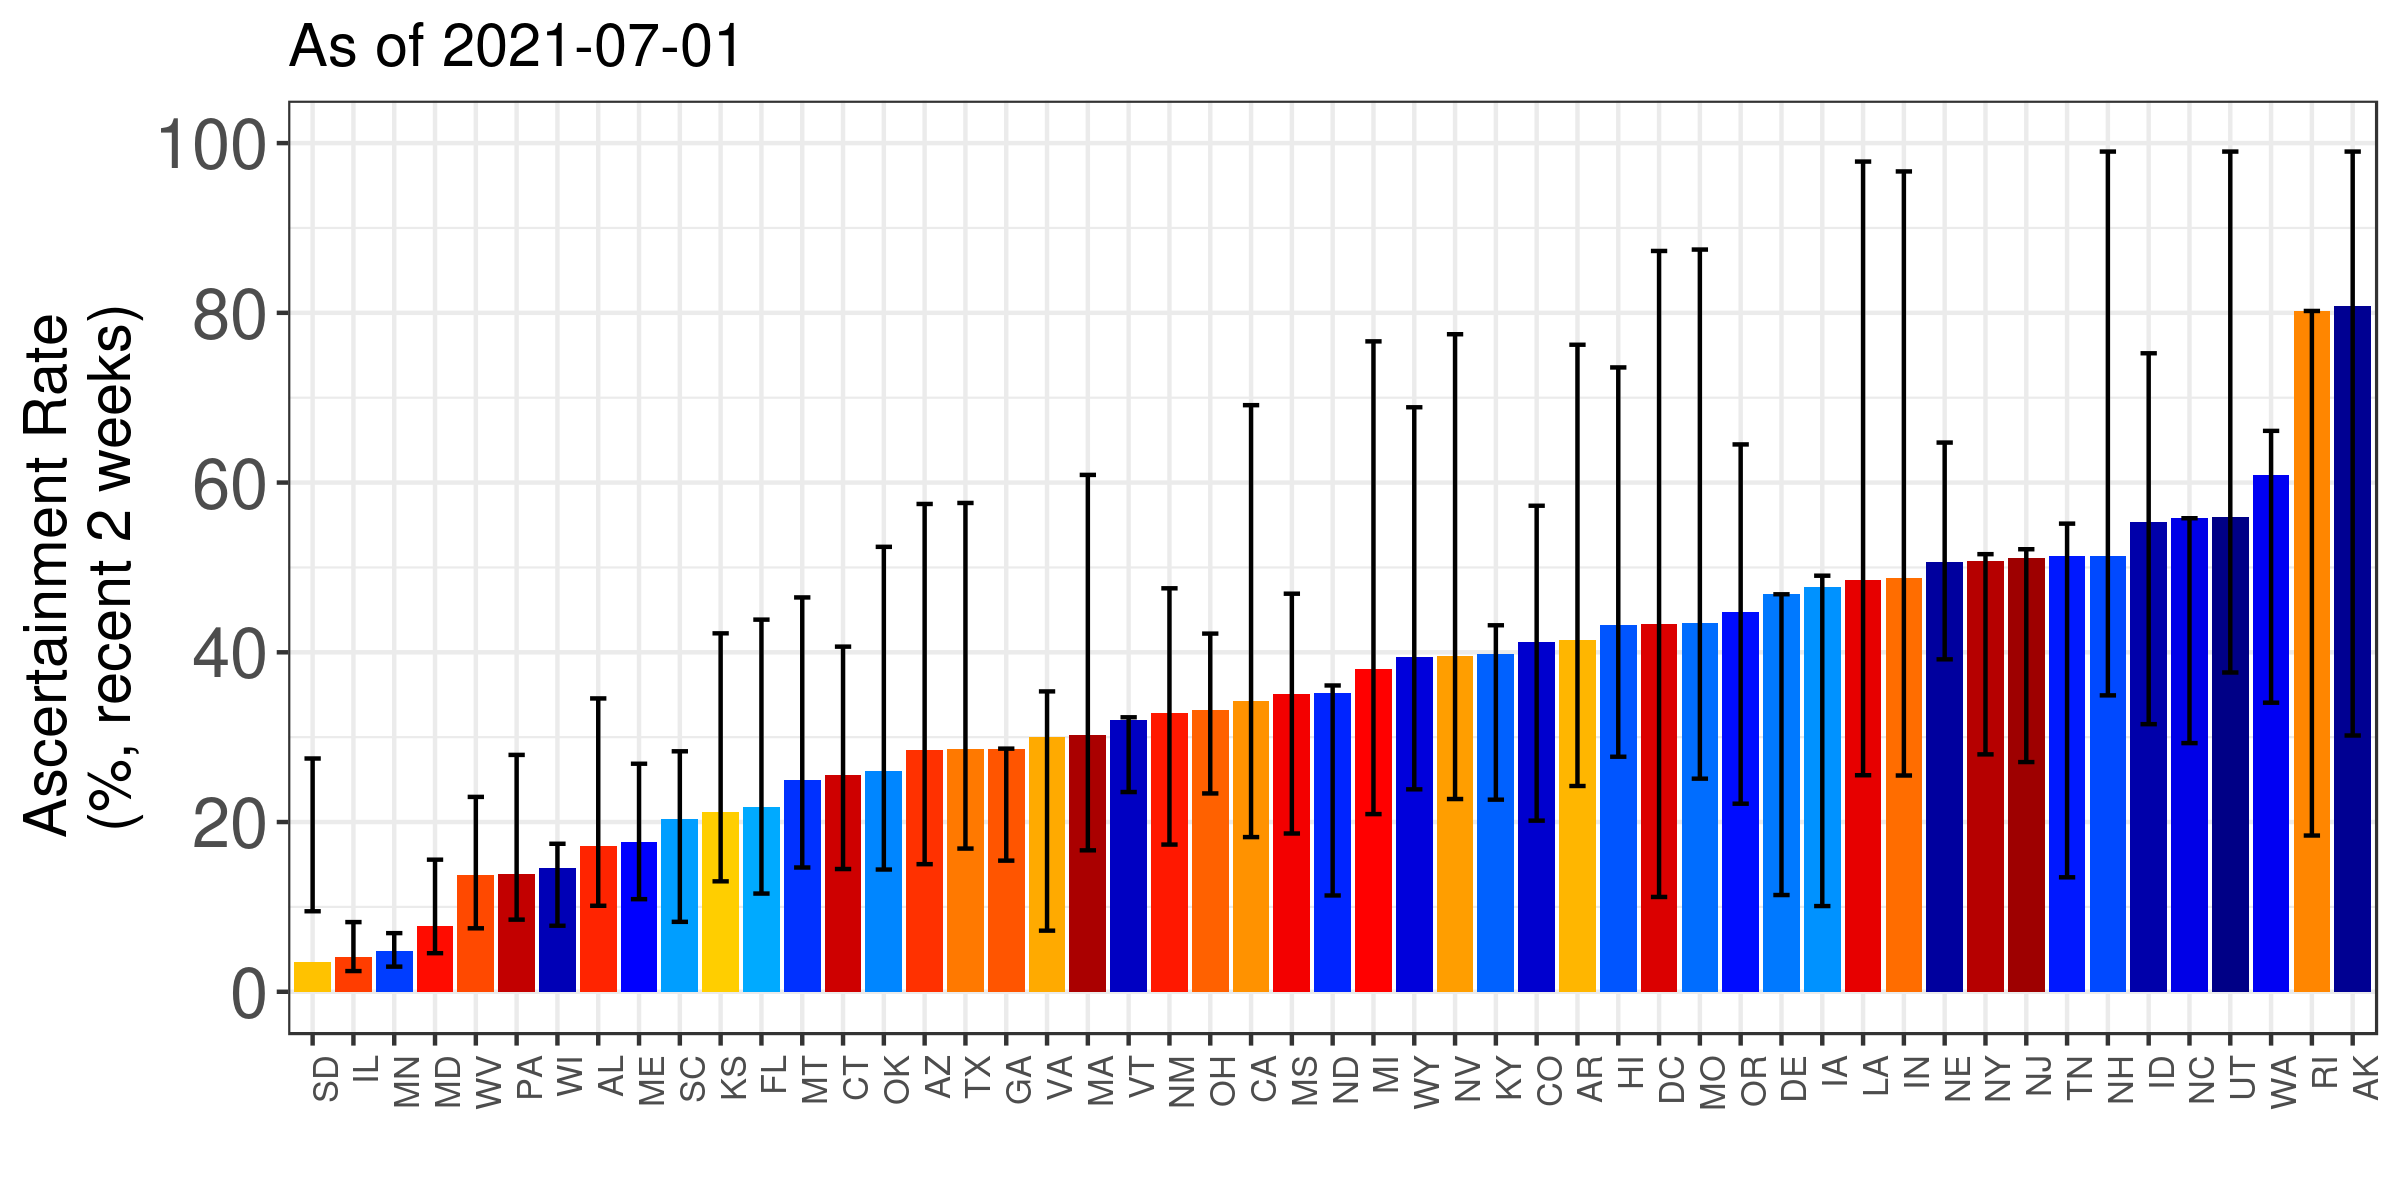 As of 2021-07-01
Ascertainment Rate
(%, recent 2 weeks)
100
80
60
40
20
0
SD IL MN MD WV PA WI AL ME SC KS FL MT CT OK AZ TX GA VA MA VT NM OH CA MS ND MI WY NV KY CO AR HI DC MO OR DE IA LA IN NE NY NJ TN NH ID NC UT WA RI AK